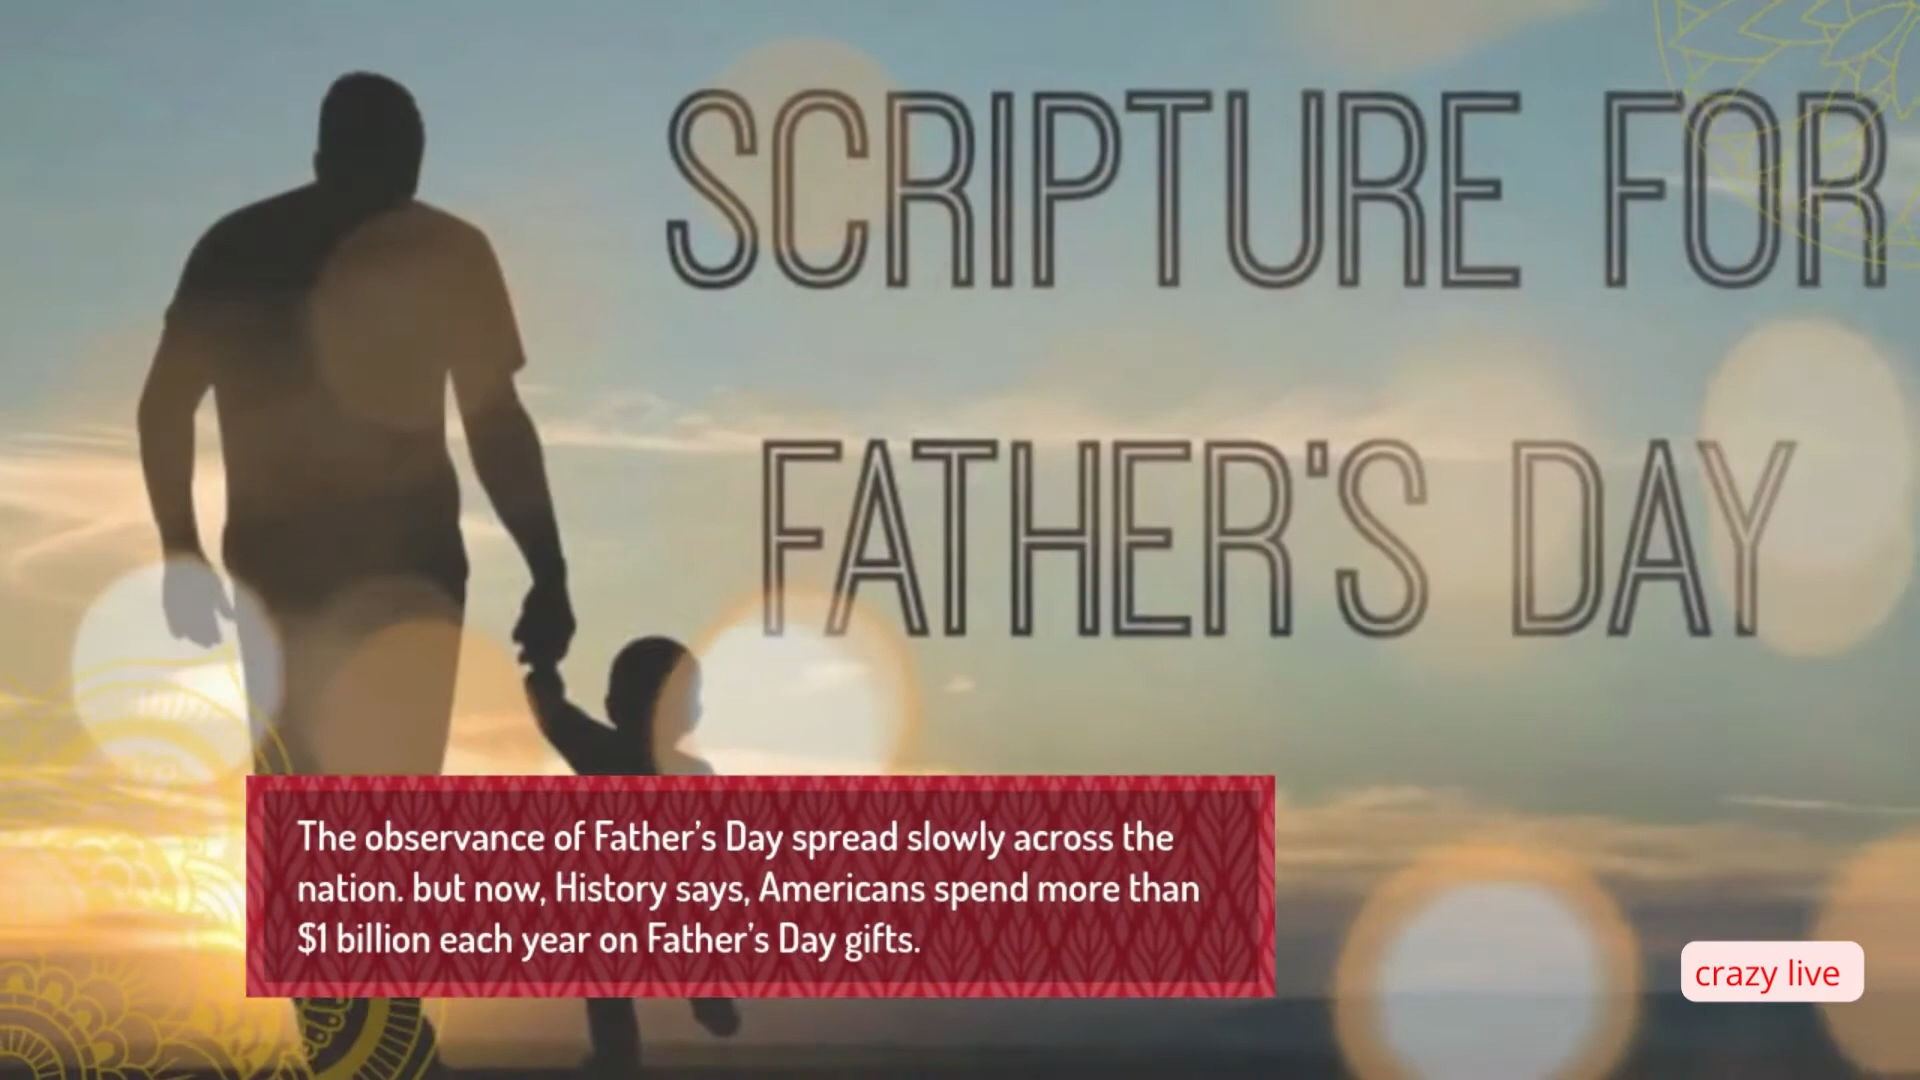 SCRIPTURE FOR
FATHER'S DAY
The observance of Father’s Day spread slowly across the
nation. but now, History says, Americans spend more than
$1 billion each year on Father’s Day gifts.
crazy live